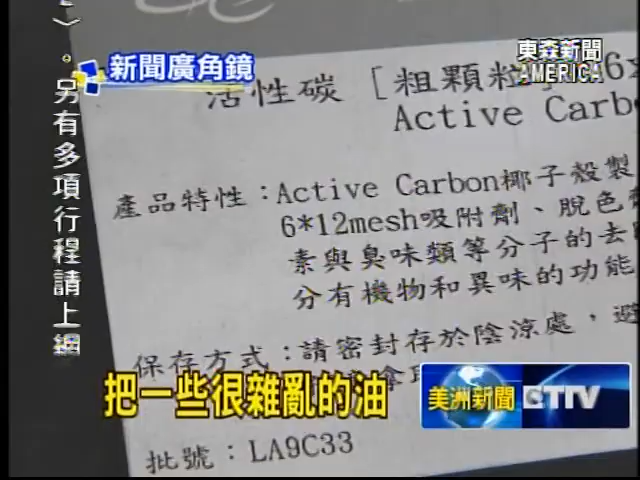 。另有多項行程請上網
新聞廣角鏡
東森新聞
AMERICA
活性碳 [粗顆粒] 6
Active Carb
產品特性：Active Carbon椰子殼製
6*12mesh吸附劑、脫色
素與臭味類等分子的去
分有機物和異味的功能
保存方式：請密封存於陰涼處，避
把一些很雜亂的油
美洲新聞 ETTV
批號：LA9C33